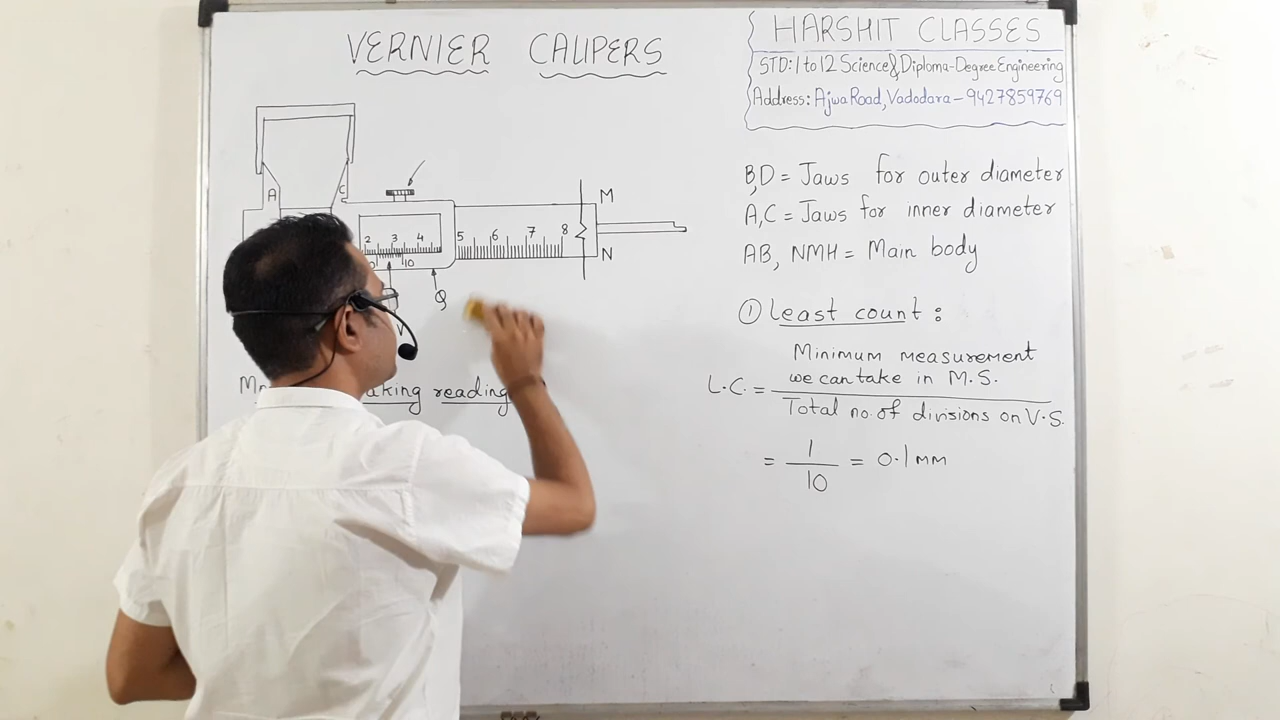 VERNIER CALIPERS
HARSHIT CLASSES
STD: 1 to 12 Science & Diploma-Degree Engineering
Address: Ajwa Road, Vadodara - 9427859769
A
C
M
N
2 3 4 5 6 7 8
0 10
Q
V
aking reading
B,D = Jaws for outer diameter
A,C = Jaws for inner diameter
AB, NMH = Main body
① Least count :
L.C. = Minimum measurement
we can take in M.S.
Total no. of divisions on V.S.
= 1/10 = 0.1 mm